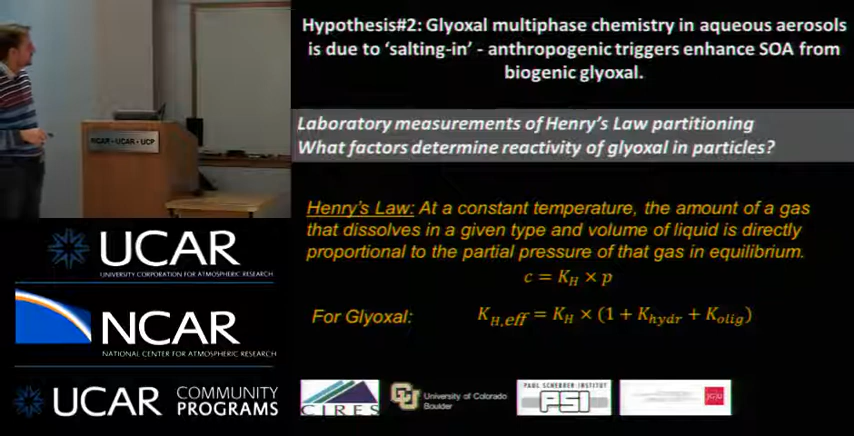 Hypothesis#2: Glyoxal multiphase chemistry in aqueous aerosols
is due to ‘salting-in’ - anthropogenic triggers enhance SOA from
biogenic glyoxal.
Laboratory measurements of Henry’s Law partitioning
What factors determine reactivity of glyoxal in particles?
Henry’s Law: At a constant temperature, the amount of a gas
that dissolves in a given type and volume of liquid is directly
proportional to the partial pressure of that gas in equilibrium.
c = K_H × p
For Glyoxal: K_H,eff = K_H × (1 + K_hydr + K_olig)
NCAR - UCAR - UCP
UCAR
UNIVERSITY CORPORATION FOR ATMOSPHERIC RESEARCH
NCAR
NATIONAL CENTER FOR ATMOSPHERIC RESEARCH
UCAR COMMUNITY
PROGRAMS
CIRES
CU
University of Colorado
Boulder
PAUL SCHERRER INSTITUT
PSI